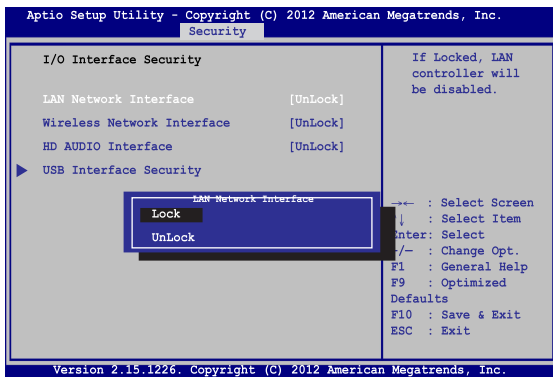 Aptio Setup Utility - Copyright (C) 2012 American Megatrends, Inc.
Security
I/O Interface Security
LAN Network Interface [UnLock]
Wireless Network Interface [UnLock]
HD AUDIO Interface [UnLock]
USB Interface Security
LAN Network Interface
Lock
UnLock
If Locked, LAN
controller will
be disabled.
→← : Select Screen
↓ : Select Item
Enter: Select
+/— : Change Opt.
F1 : General Help
F9 : Optimized
Defaults
F10 : Save & Exit
ESC : Exit
Version 2.15.1226. Copyright (C) 2012 American Megatrends, Inc.